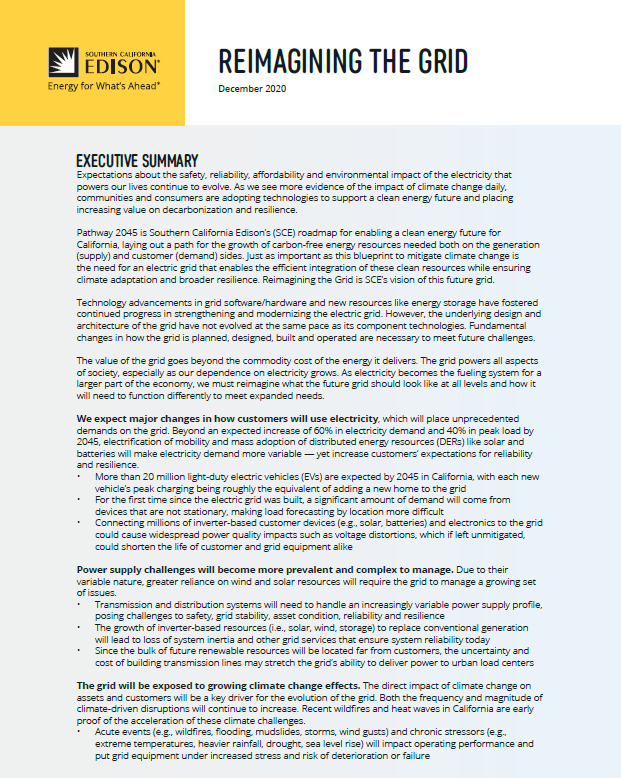 SOUTHERN CALIFORNIA
EDISON®
Energy for What's Ahead®
REIMAGINING THE GRID
December 2020
EXECUTIVE SUMMARY
Expectations about the safety, reliability, affordability and environmental impact of the electricity that
powers our lives continue to evolve. As we see more evidence of the impact of climate change daily,
communities and consumers are adopting technologies to support a clean energy future and placing
increasing value on decarbonization and resilience.
Pathway 2045 is Southern California Edison's (SCE) roadmap for enabling a clean energy future for
California, laying out a path for the growth of carbon-free energy resources needed both on the generation
(supply) and customer (demand) sides. Just as important as this blueprint to mitigate climate change is
the need for an electric grid that enables the efficient integration of these clean resources while ensuring
climate adaptation and broader resilience. Reimagining the Grid is SCE's vision of this future grid.
Technology advancements in grid software/hardware and new resources like energy storage have fostered
continued progress in strengthening and modernizing the electric grid. However, the underlying design and
architecture of the grid have not evolved at the same pace as its component technologies. Fundamental
changes in how the grid is planned, designed, built and operated are necessary to meet future challenges.
The value of the grid goes beyond the commodity cost of the energy it delivers. The grid powers all aspects
of society, especially as our dependence on electricity grows. As electricity becomes the fueling system for a
larger part of the economy, we must reimagine what the future grid should look like at all levels and how it
will need to function differently to meet expanded needs.
We expect major changes in how customers will use electricity, which will place unprecedented
demands on the grid. Beyond an expected increase of 60% in electricity demand and 40% in peak load by
2045, electrification of mobility and mass adoption of distributed energy resources (DERs) like solar and
batteries will make electricity demand more variable — yet increase customers' expectations for reliability
and resilience.
• More than 20 million light-duty electric vehicles (EVs) are expected by 2045 in California, with each new
vehicle's peak charging being roughly the equivalent of adding a new home to the grid
• For the first time since the electric grid was built, a significant amount of demand will come from
devices that are not stationary, making load forecasting by location more difficult
• Connecting millions of inverter-based customer devices (e.g., solar, batteries) and electronics to the grid
could cause widespread power quality impacts such as voltage distortions, which if left unmitigated,
could shorten the life of customer and grid equipment alike
Power supply challenges will become more prevalent and complex to manage. Due to their
variable nature, greater reliance on wind and solar resources will require the grid to manage a growing set
of issues.
• Transmission and distribution systems will need to handle an increasingly variable power supply profile,
posing challenges to safety, grid stability, asset condition, reliability and resilience
• The growth of inverter-based resources (i.e., solar, wind, storage) to replace conventional generation
will lead to loss of system inertia and other grid services that ensure system reliability today
• Since the bulk of future renewable resources will be located far from customers, the uncertainty and
cost of building transmission lines may stretch the grid's ability to deliver power to urban load centers
The grid will be exposed to growing climate change effects. The direct impact of climate change on
assets and customers will be a key driver for the evolution of the grid. Both the frequency and magnitude of
climate-driven disruptions will continue to increase. Recent wildfires and heat waves in California are early
proof of the acceleration of these climate challenges.
• Acute events (e.g., wildfires, flooding, mudslides, storms, wind gusts) and chronic stressors (e.g.,
extreme temperatures, heavier rainfall, drought, sea level rise) will impact operating performance and
put grid equipment under increased stress and risk of deterioration or failure